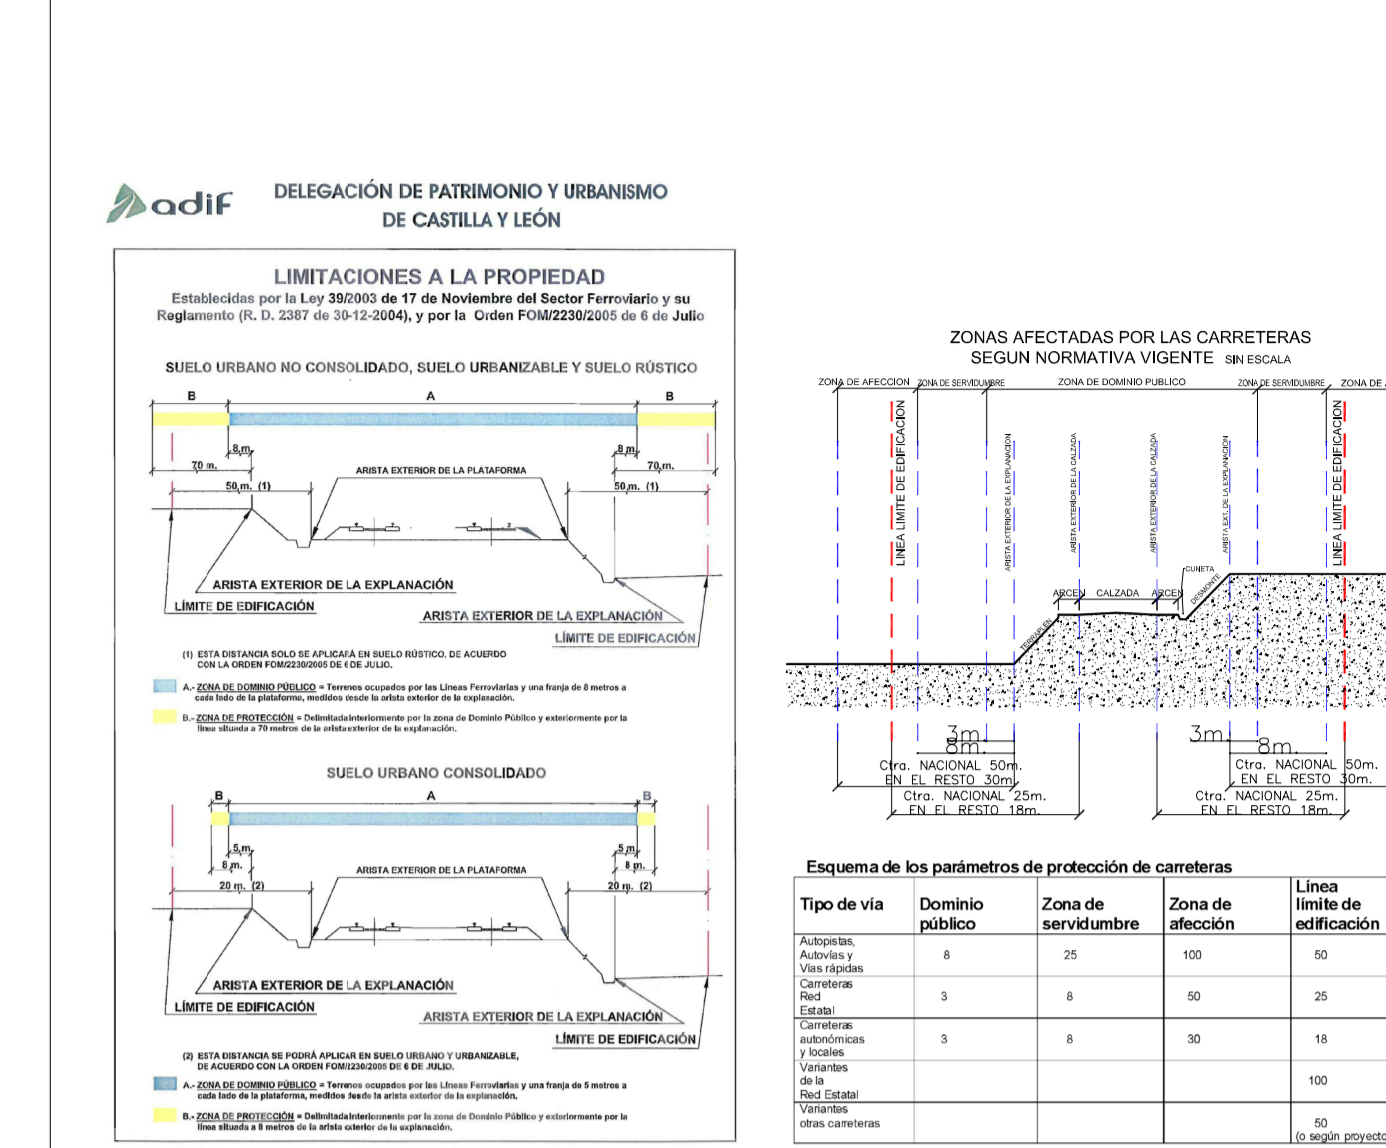 adif
DELEGACIÓN DE PATRIMONIO Y URBANISMO
DE CASTILLA Y LEÓN
LIMITACIONES A LA PROPIEDAD
Establecidas por la Ley 39/2003 de 17 de Noviembre del Sector Ferroviario y su
Reglamento (R. D. 2387 de 30-12-2004), y por la Orden FOM/2230/2005 de 6 de Julio
SUELO URBANO NO CONSOLIDADO, SUELO URBANIZABLE Y SUELO RÚSTICO
B A B
8 m. 8 m.
70 m. ARISTA EXTERIOR DE LA PLATAFORMA 70 m.
50 m. (1) 50 m. (1)
ARISTA EXTERIOR DE LA EXPLANACIÓN
LÍMITE DE EDIFICACIÓN
ARISTA EXTERIOR DE LA EXPLANACIÓN
LÍMITE DE EDIFICACIÓN
(1) ESTA DISTANCIA SOLO SE APLICARÁ EN SUELO RÚSTICO, DE ACUERDO
CON LA ORDEN FOM/2230/2005 DE 6 DE JULIO.
A.- ZONA DE DOMINIO PÚBLICO = Terrenos ocupados por las Líneas Ferroviarias y una franja de 8 metros a
cada lado de la plataforma, medidos desde la arista exterior de la explanación.
B.- ZONA DE PROTECCIÓN = Delimitada interiormente por la zona de Dominio Público y exteriormente por la
línea situada a 70 metros de la arista exterior de la explanación.
SUELO URBANO CONSOLIDADO
B A B
5 m. 5 m.
8 m. ARISTA EXTERIOR DE LA PLATAFORMA 8 m.
20 m. (2) 20 m. (2)
ARISTA EXTERIOR DE LA EXPLANACIÓN
LÍMITE DE EDIFICACIÓN
ARISTA EXTERIOR DE LA EXPLANACIÓN
LÍMITE DE EDIFICACIÓN
(2) ESTA DISTANCIA SE PODRÁ APLICAR EN SUELO URBANO Y URBANIZABLE,
DE ACUERDO CON LA ORDEN FOM/2230/2005 DE 6 DE JULIO.
A.- ZONA DE DOMINIO PÚBLICO = Terrenos ocupados por las Líneas Ferroviarias y una franja de 5 metros a
cada lado de la plataforma, medidos desde la arista exterior de la explanación.
B.- ZONA DE PROTECCIÓN = Delimitada interiormente por la zona de Dominio Público y exteriormente por la
línea situada a 8 metros de la arista exterior de la explanación.
ZONAS AFECTADAS POR LAS CARRETERAS
SEGUN NORMATIVA VIGENTE SIN ESCALA
ZONA DE AFECCION ZONA DE SERVIDUMBRE ZONA DE DOMINIO PUBLICO ZONA DE SERVIDUMBRE ZONA DE
LINEA LIMITE DE EDIFICACION
ARISTA EXTERIOR DE LA EXPLANACION
ARISTA EXTERIOR DE LA CALZADA
ARISTA EXTERIOR DE LA CALZADA
ARISTA EXT. DE LA EXPLANACION
LINEA LIMITE DE EDIFICACION
CUNETA
ARCEN CALZADA ARCEN DESMONTE
TERRAPLEN
3m. 3m.
8m. 8m.
Ctra. NACIONAL 50m. Ctra. NACIONAL 50m.
EN EL RESTO 30m. EN EL RESTO 30m.
Ctra. NACIONAL 25m. Ctra. NACIONAL 25m.
EN EL RESTO 18m. EN EL RESTO 18m.
Esquema de los parámetros de protección de carreteras
Tipo de vía Dominio público Zona de servidumbre Zona de afección Línea límite de edificación
Autopistas, Autovías y Vías rápidas 8 25 100 50
Carreteras Red Estatal 3 8 50 25
Carreteras autonómicas y locales 3 8 30 18
Variantes de la Red Estatal 100
Variantes otras carreteras 50
(o según proyecto